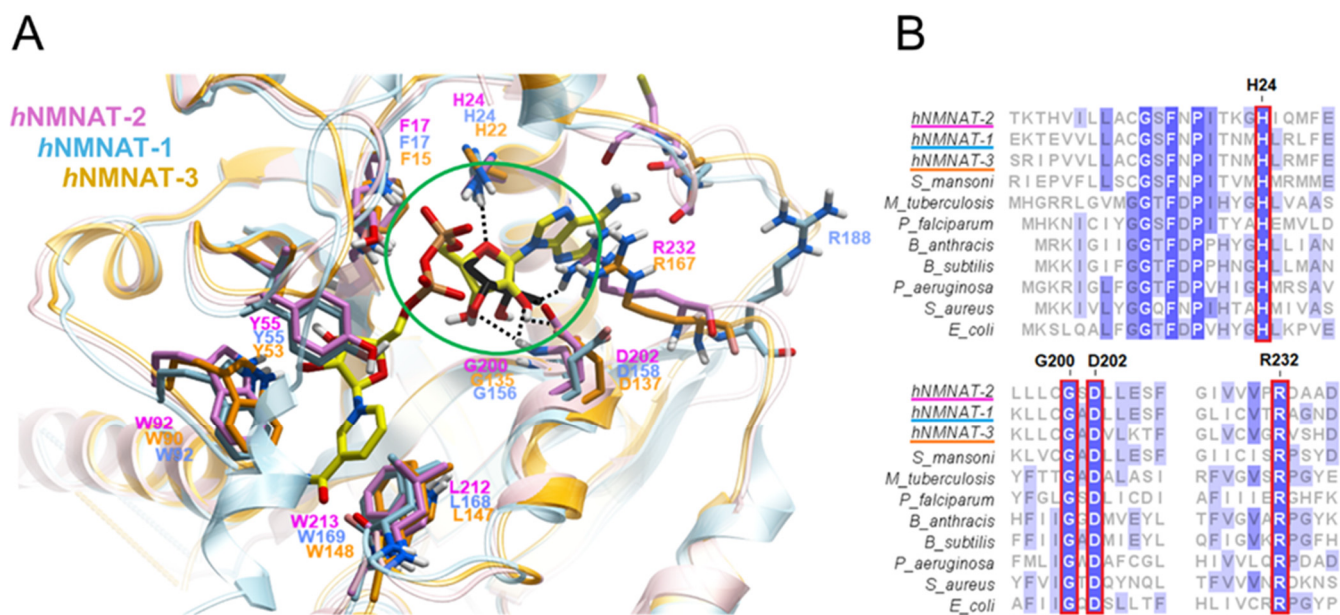 A
hNMNAT-2
hNMNAT-1
hNMNAT-3
H24
H24
H22
F17
F17
F15
R188
R232
R167
Y55
Y55
Y53
G200
G135
G156
D202
D158
D137
W92
W90
W92
L212
L168
L147
W213
W169
W148
B
H24
hNMNAT-2 TKTHVILLACGSFNPITKGHIQMFE
hNMNAT-1 EKTEVVLLACGSFNPITNMHLRLFE
hNMNAT-3 SRIPVVLLACGSFNPITNMHLRMFE
S_mansoni RIEPVFLLSCGSFNPITVMHMRMME
M_tuberculosis MHGRRLGVMGGTFDPIHYGHLVAAS
P_falciparum MHKNICIYGGSFDPITYAHEMVLD
B_anthracis MRKIGIIGGTFDPPHYGHLLIAN
B_subtilis MKKIGIFGGTFDPPHNGHLLMAN
P_aeruginosa MGKRIGLFGGTFDPVHIGHMRSAV
S_aureus MKKIVLYGGQFNPIHTAHMIVAS
E_coli MKSLQALFGGTFDPVHYGHLKPVE
G200 D202 R232
hNMNAT-2 LLLCGSDLLESF GIVVVPRDAAD
hNMNAT-1 KLLCGADLLESF GLICVTRAGND
hNMNAT-3 KLLCGADVLKTF GLVCVGRVSHD
S_mansoni KLVCGADLLESF GIICISRPSYD
M_tuberculosis YFTTGADALASI RFVGVSRPGYE
P_falciparum YFGLGSDLICDI AFIIIERGHFK
B_anthracis HFIIGGDMVEYL TFVGVARPGYK
B_subtilis FFIIGADMIEYL QFIGVKRPGFH
P_aeruginosa FMLIGADAFCGL HIVVLQRPDAD
S_aureus YFVIGTDQYNQL TFVVVNRDKNS
E_coli AFIIGQDSLLTF LLVCRRPGYP